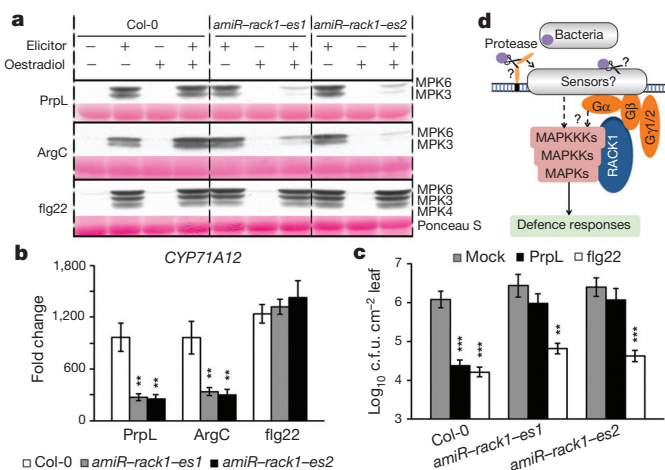 a
Col-0 amiR–rack1–es1 amiR–rack1–es2
Elicitor – + – + + – + + – +
Oestradiol – – + + – + + – + +
PrpL
MPK6
MPK3
ArgC
MPK6
MPK3
flg22
MPK6
MPK3
MPK4
Ponceau S
b
CYP71A12
Fold change
1,800
1,350
900
450
0
** ** ** **
PrpL ArgC flg22
Col-0 amiR–rack1–es1 amiR–rack1–es2
c
Mock PrpL flg22
Log10 c.f.u. cm–2 leaf
7
6
5
4
3
*** *** ** ***
Col-0
amiR–rack1–es1
amiR–rack1–es2
d
Protease
Bacteria
?
?
Sensors?
Gα
Gβ
Gγ1/2
?
MAPKKKs
MAPKKs
MAPKs
RACK1
Defence responses